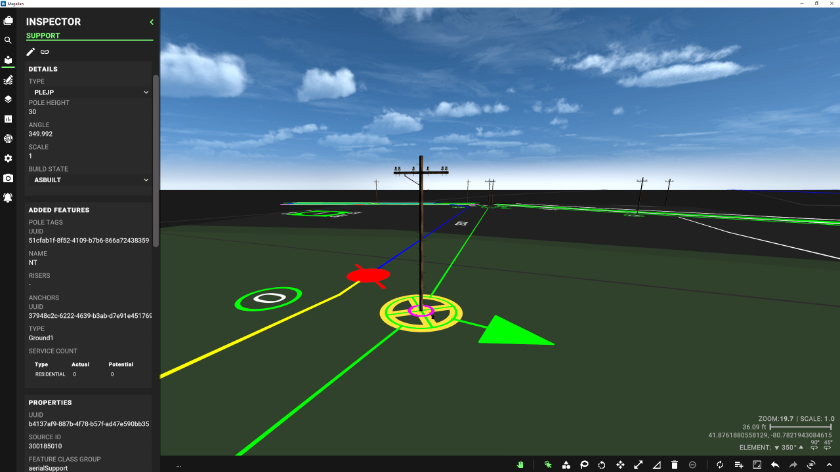 Magellan
INSPECTOR
SUPPORT
DETAILS
TYPE
PLEJP
POLE HEIGHT
30
ANGLE
349.992
SCALE
1
BUILD STATE
ASBUILT
ADDED FEATURES
POLE TAGS
UUID
51cfab1f-8f52-4109-b7b6-866a72438359
NAME
NT
RISERS
-
ANCHORS
UUID
37948c2c-6222-4639-b3ab-d7e91e451769
TYPE
Ground1
SERVICE COUNT
Type Actual Potential
RESIDENTIAL 0 0
PROPERTIES
UUID
b4137ef9-887b-4f78-b57f-ed47e590bb35
SOURCE ID
300185010
FEATURE CLASS GROUP
aerialSupport
ZOOM:19.7 | SCALE: 1.0
36.09 ft
41.8761880558129, -80.7821943084615
ELEMENT: 350°
90° 45°